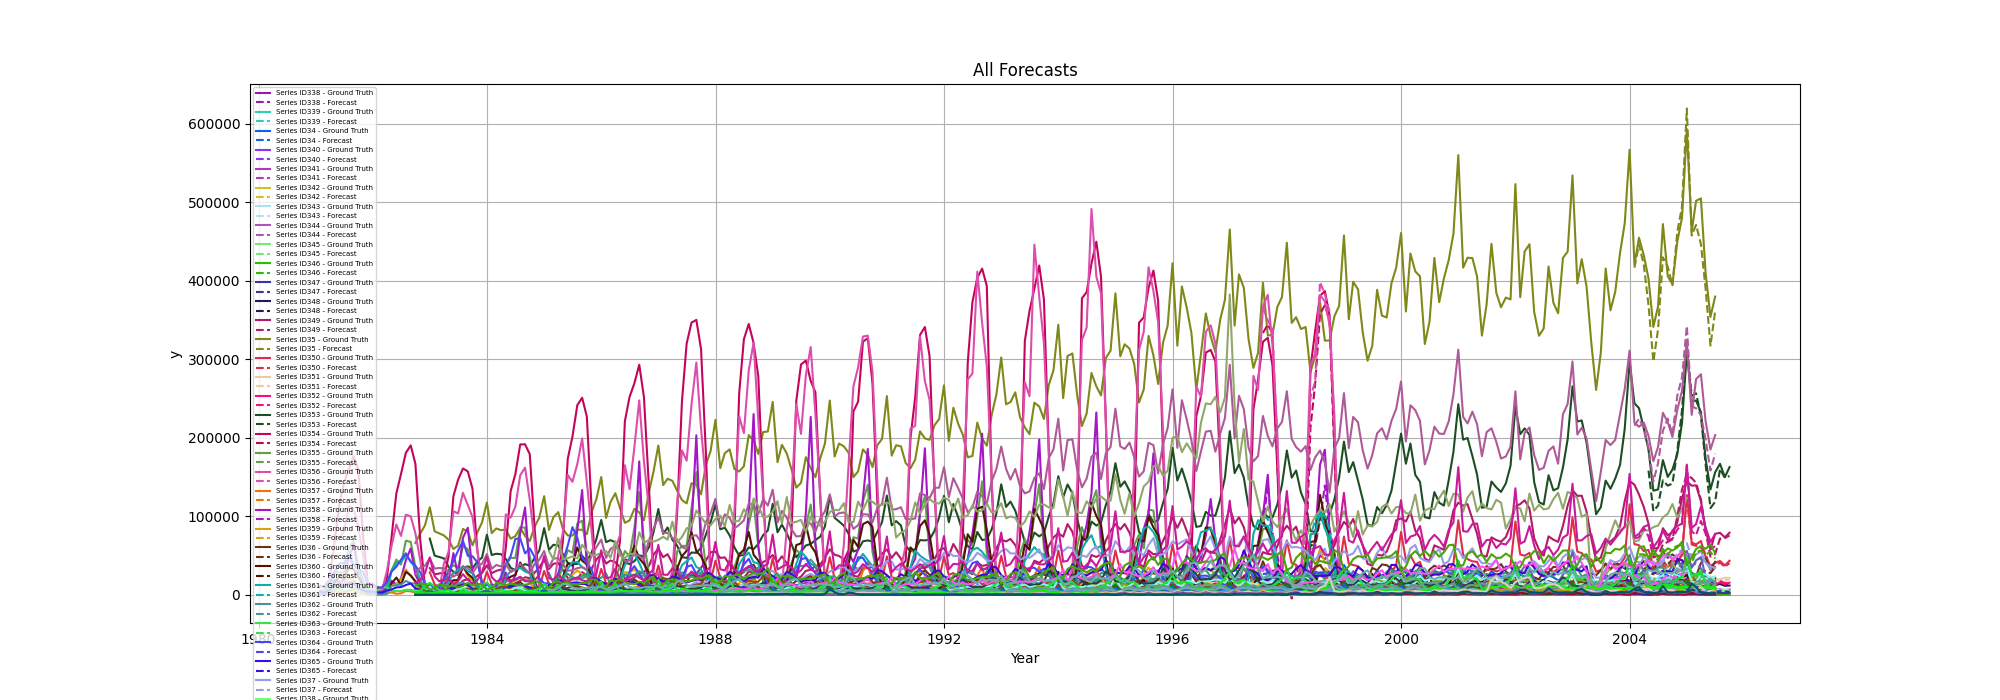 All Forecasts
y
600000
500000
400000
300000
200000
100000
0
Series ID338 - Ground Truth
Series ID338 - Forecast
Series ID339 - Ground Truth
Series ID339 - Forecast
Series ID34 - Ground Truth
Series ID34 - Forecast
Series ID340 - Ground Truth
Series ID340 - Forecast
Series ID341 - Ground Truth
Series ID341 - Forecast
Series ID342 - Ground Truth
Series ID342 - Forecast
Series ID343 - Ground Truth
Series ID343 - Forecast
Series ID344 - Ground Truth
Series ID344 - Forecast
Series ID345 - Ground Truth
Series ID345 - Forecast
Series ID346 - Ground Truth
Series ID346 - Forecast
Series ID347 - Ground Truth
Series ID347 - Forecast
Series ID348 - Ground Truth
Series ID348 - Forecast
Series ID349 - Ground Truth
Series ID349 - Forecast
Series ID35 - Ground Truth
Series ID35 - Forecast
Series ID350 - Ground Truth
Series ID350 - Forecast
Series ID351 - Ground Truth
Series ID351 - Forecast
Series ID352 - Ground Truth
Series ID352 - Forecast
Series ID353 - Ground Truth
Series ID353 - Forecast
Series ID354 - Ground Truth
Series ID354 - Forecast
Series ID355 - Ground Truth
Series ID355 - Forecast
Series ID356 - Ground Truth
Series ID356 - Forecast
Series ID357 - Ground Truth
Series ID357 - Forecast
Series ID358 - Ground Truth
Series ID358 - Forecast
Series ID359 - Ground Truth
Series ID359 - Forecast
Series ID36 - Ground Truth
Series ID36 - Forecast
Series ID360 - Ground Truth
Series ID360 - Forecast
Series ID361 - Ground Truth
Series ID361 - Forecast
Series ID362 - Ground Truth
Series ID362 - Forecast
Series ID363 - Ground Truth
Series ID363 - Forecast
Series ID364 - Ground Truth
Series ID364 - Forecast
Series ID365 - Ground Truth
Series ID365 - Forecast
Series ID37 - Ground Truth
Series ID37 - Forecast
Series ID38 - Ground Truth
1980 1984 1988 1992 1996 2000 2004
Year